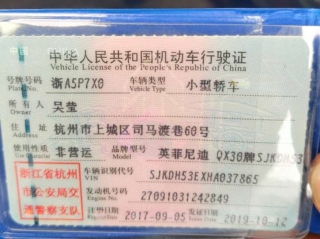 中华人民共和国机动车行驶证
Vehicle License of the People's Republic of China
号牌号码 浙A5P7X0 车辆类型 小型轿车
Plate No. Vehicle Type
所有人 吴莹
Owner
住址 杭州市上城区司马渡巷60号
Address
使用性质 非营运 品牌型号 英菲尼迪 QX30牌SJKDH53
浙江省杭州市公安局交通警察支队
车辆识别代号 SJKDH53EXHA037865
VIN
发动机号码 27091031242849
注册日期 2017-09-05 发证日期 2019-10-12